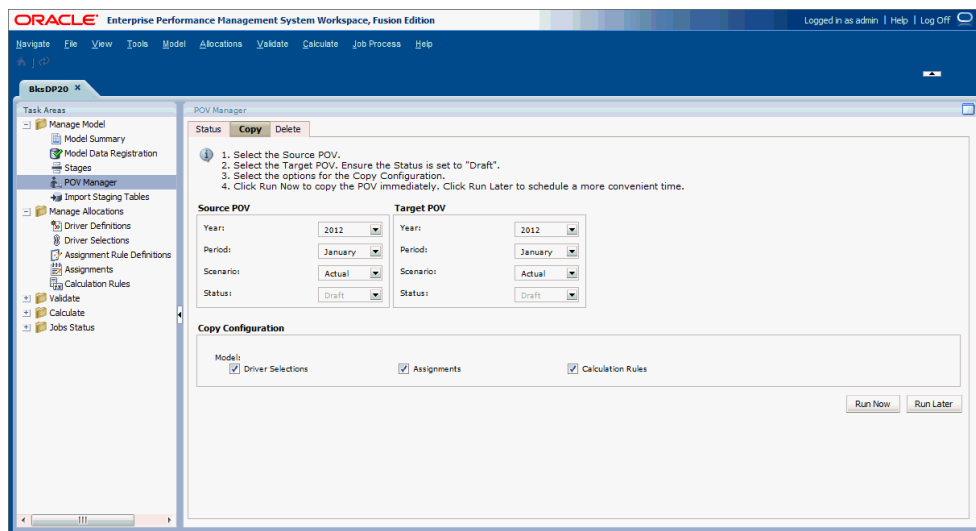 ORACLE Enterprise Performance Management System Workspace, Fusion Edition
Logged in as admin | Help | Log Off
Navigate File View Tools Model Allocations Validate Calculate Job Process Help
BksDP20 X
Task Areas
Manage Model
Model Summary
Model Data Registration
Stages
POV Manager
Import Staging Tables
Manage Allocations
Driver Definitions
Driver Selections
Assignment Rule Definitions
Assignments
Calculation Rules
Validate
Calculate
Jobs Status
POV Manager
Status Copy Delete
1. Select the Source POV.
2. Select the Target POV. Ensure the Status is set to "Draft".
3. Select the options for the Copy Configuration.
4. Click Run Now to copy the POV immediately. Click Run Later to schedule a more convenient time.
Source POV
Year: 2012
Period: January
Scenario: Actual
Status: Draft
Target POV
Year: 2012
Period: January
Scenario: Actual
Status: Draft
Copy Configuration
Model:
Driver Selections Assignments Calculation Rules
Run Now Run Later